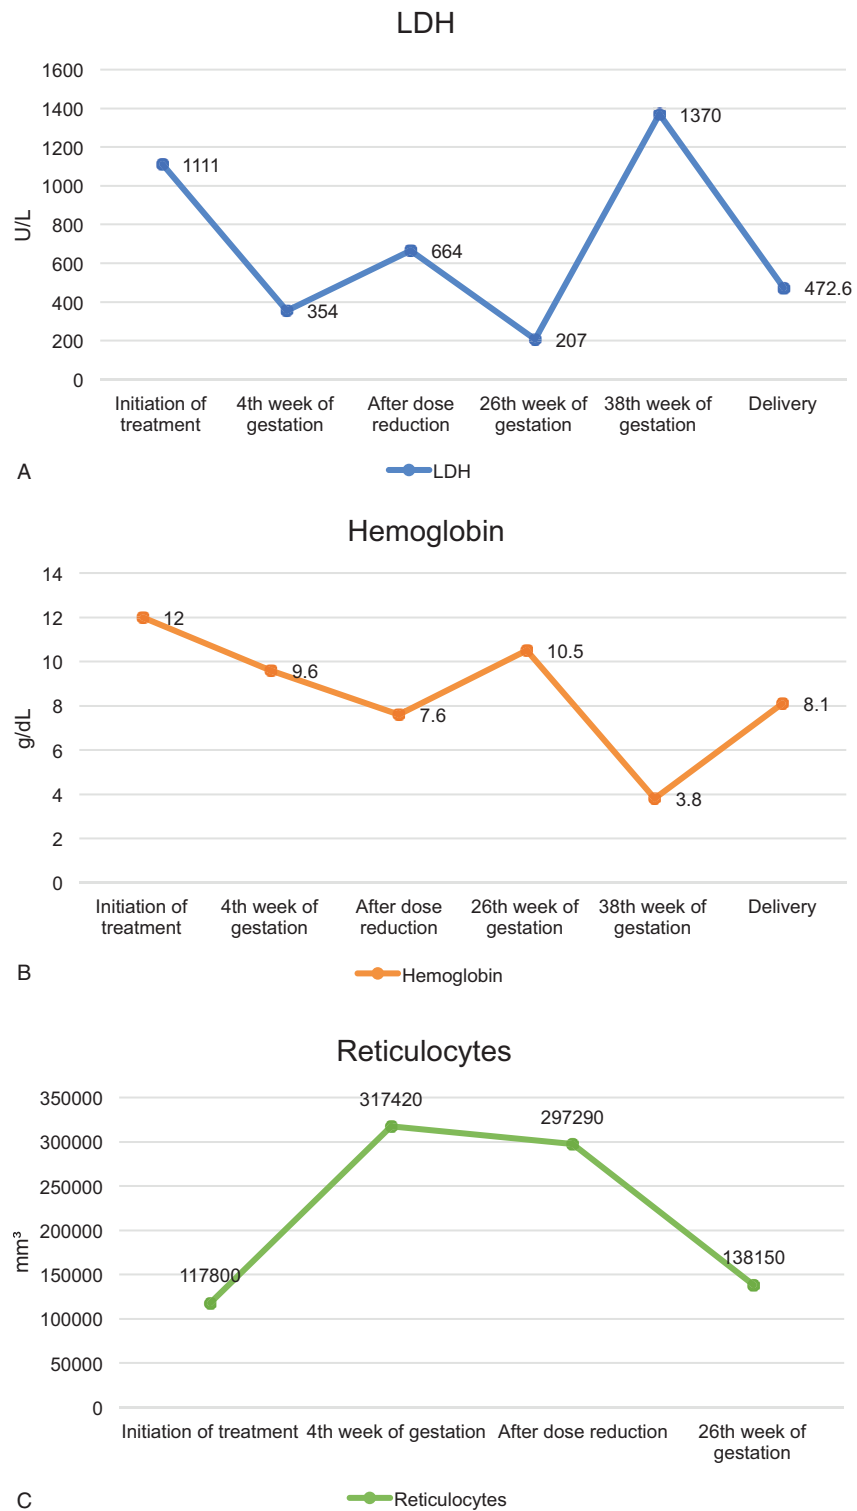 LDH
1600
1400
1200
1000
800
600
400
200
0
U/L
1111
354
664
207
1370
472.6
Initiation of
treatment
4th week of
gestation
After dose
reduction
26th week of
gestation
38th week of
gestation
Delivery
A
LDH
Hemoglobin
14
12
10
8
6
4
2
0
g/dL
12
9.6
7.6
10.5
3.8
8.1
Initiation of
treatment
4th week of
gestation
After dose
reduction
26th week of
gestation
38th week of
gestation
Delivery
B
Hemoglobin
Reticulocytes
350000
300000
250000
200000
150000
100000
50000
0
mm³
117800
317420
297290
138150
Initiation of treatment
4th week of gestation
After dose reduction
26th week of
gestation
C
Reticulocytes